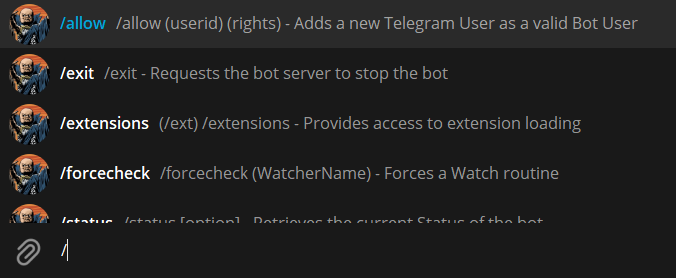 /allow /allow (userid) (rights) - Adds a new Telegram User as a valid Bot User
/exit /exit - Requests the bot server to stop the bot
/extensions (/ext) /extensions - Provides access to extension loading
/forcecheck /forcecheck (WatcherName) - Forces a Watch routine
/status /status [option] - Retrieves the current Status of the bot
/